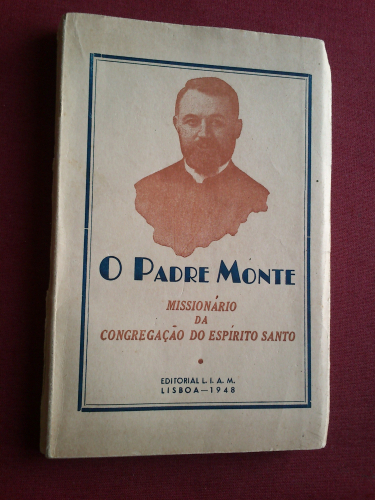 O PADRE MONTE
MISSIONÁRIO
DA
CONGREGAÇÃO DO ESPÍRITO SANTO
EDITORIAL L. I. A. M.
LISBOA — 1948